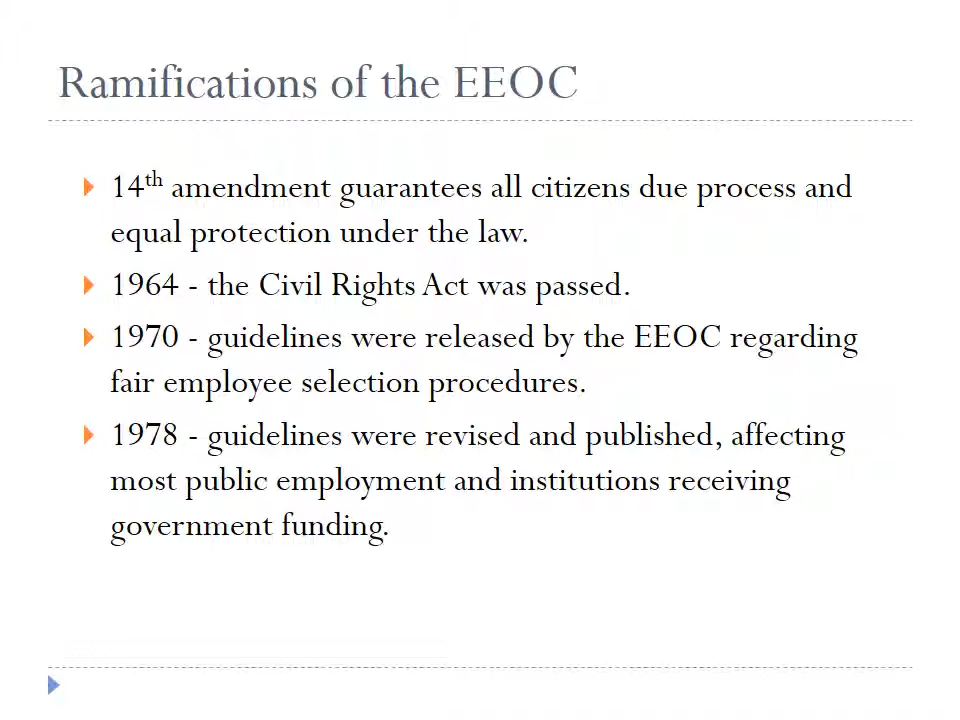 Ramifications of the EEOC
14th amendment guarantees all citizens due process and
equal protection under the law.
1964 - the Civil Rights Act was passed.
1970 - guidelines were released by the EEOC regarding
fair employee selection procedures.
1978 - guidelines were revised and published, affecting
most public employment and institutions receiving
government funding.